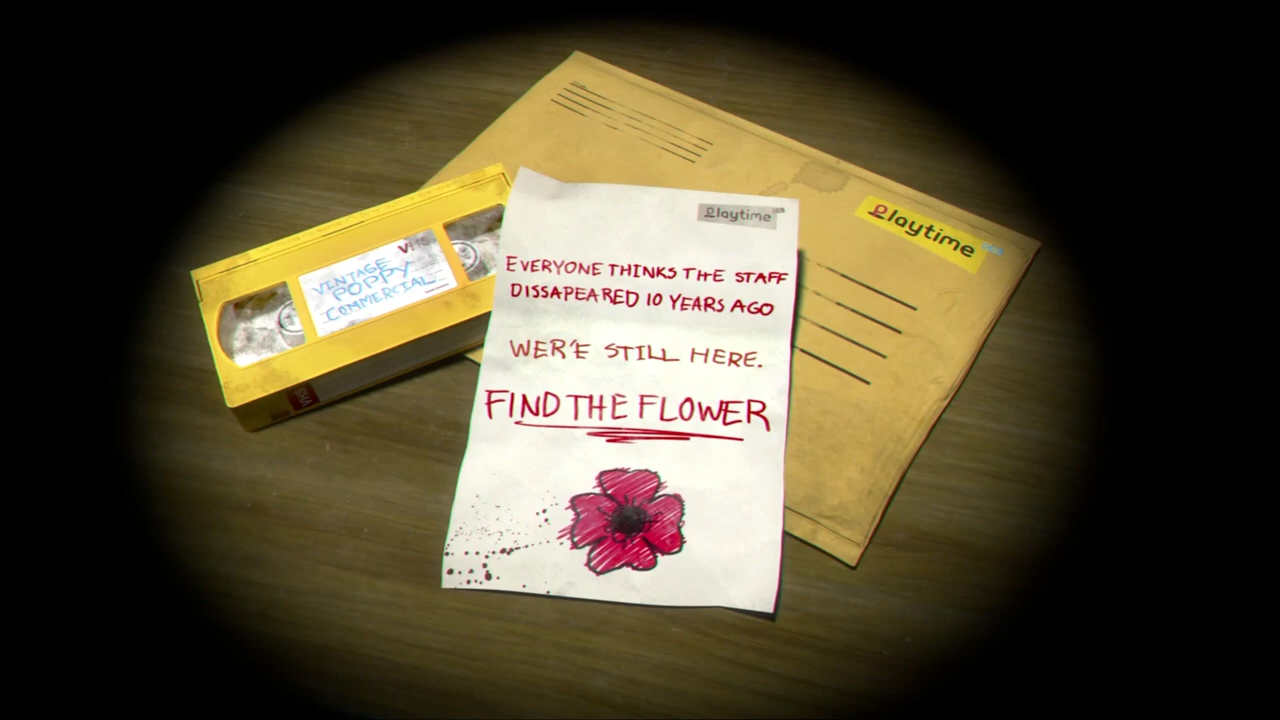 VINTAGE
POPPY
COMMERCIAL
VHS
Playtime
EVERYONE THINKS THE STAFF
DISSAPEARED 10 YEARS AGO
WER'E STILL HERE.
FIND THE FLOWER
Playtime